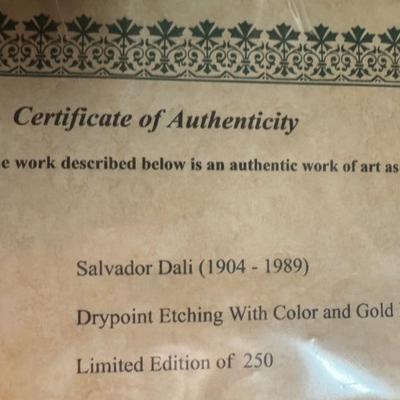 Certificate of Authenticity
work described below is an authentic work of art as
Salvador Dali (1904 - 1989)
Drypoint Etching With Color and Gold
Limited Edition of 250